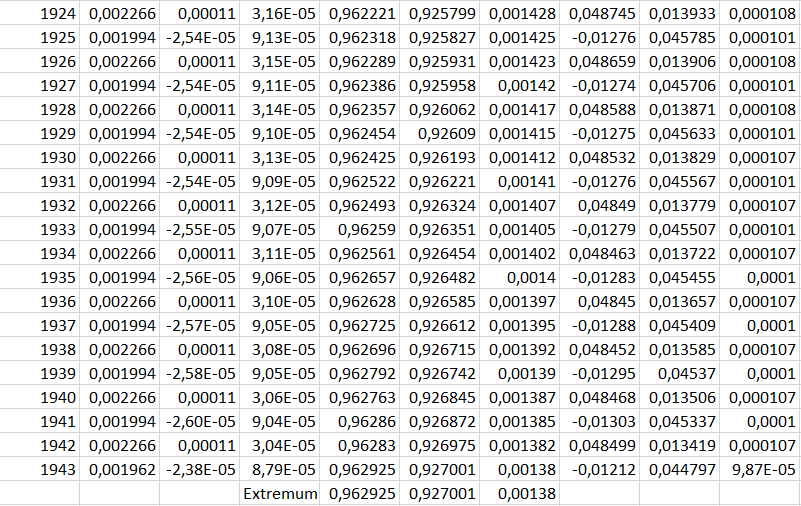 1924 0,002266 0,00011 3,16E-05 0,962221 0,925799 0,001428 0,048745 0,013933 0,000108
1925 0,001994 -2,54E-05 9,13E-05 0,962318 0,925827 0,001425 -0,01276 0,045785 0,000101
1926 0,002266 0,00011 3,15E-05 0,962289 0,925931 0,001423 0,048659 0,013906 0,000108
1927 0,001994 -2,54E-05 9,11E-05 0,962386 0,925958 0,00142 -0,01274 0,045706 0,000101
1928 0,002266 0,00011 3,14E-05 0,962357 0,926062 0,001417 0,048588 0,013871 0,000108
1929 0,001994 -2,54E-05 9,10E-05 0,962454 0,92609 0,001415 -0,01275 0,045633 0,000101
1930 0,002266 0,00011 3,13E-05 0,962425 0,926193 0,001412 0,048532 0,013829 0,000107
1931 0,001994 -2,54E-05 9,09E-05 0,962522 0,926221 0,00141 -0,01276 0,045567 0,000101
1932 0,002266 0,00011 3,12E-05 0,962493 0,926324 0,001407 0,04849 0,013779 0,000107
1933 0,001994 -2,55E-05 9,07E-05 0,96259 0,926351 0,001405 -0,01279 0,045507 0,000101
1934 0,002266 0,00011 3,11E-05 0,962561 0,926454 0,001402 0,048463 0,013722 0,000107
1935 0,001994 -2,56E-05 9,06E-05 0,962657 0,926482 0,0014 -0,01283 0,045455 0,0001
1936 0,002266 0,00011 3,10E-05 0,962628 0,926585 0,001397 0,04845 0,013657 0,000107
1937 0,001994 -2,57E-05 9,05E-05 0,962725 0,926612 0,001395 -0,01288 0,045409 0,0001
1938 0,002266 0,00011 3,08E-05 0,962696 0,926715 0,001392 0,048452 0,013585 0,000107
1939 0,001994 -2,58E-05 9,05E-05 0,962792 0,926742 0,00139 -0,01295 0,04537 0,0001
1940 0,002266 0,00011 3,06E-05 0,962763 0,926845 0,001387 0,048468 0,013506 0,000107
1941 0,001994 -2,60E-05 9,04E-05 0,96286 0,926872 0,001385 -0,01303 0,045337 0,0001
1942 0,002266 0,00011 3,04E-05 0,96283 0,926975 0,001382 0,048499 0,013419 0,000107
1943 0,001962 -2,38E-05 8,79E-05 0,962925 0,927001 0,00138 -0,01212 0,044797 9,87E-05
Extremum 0,962925 0,927001 0,00138